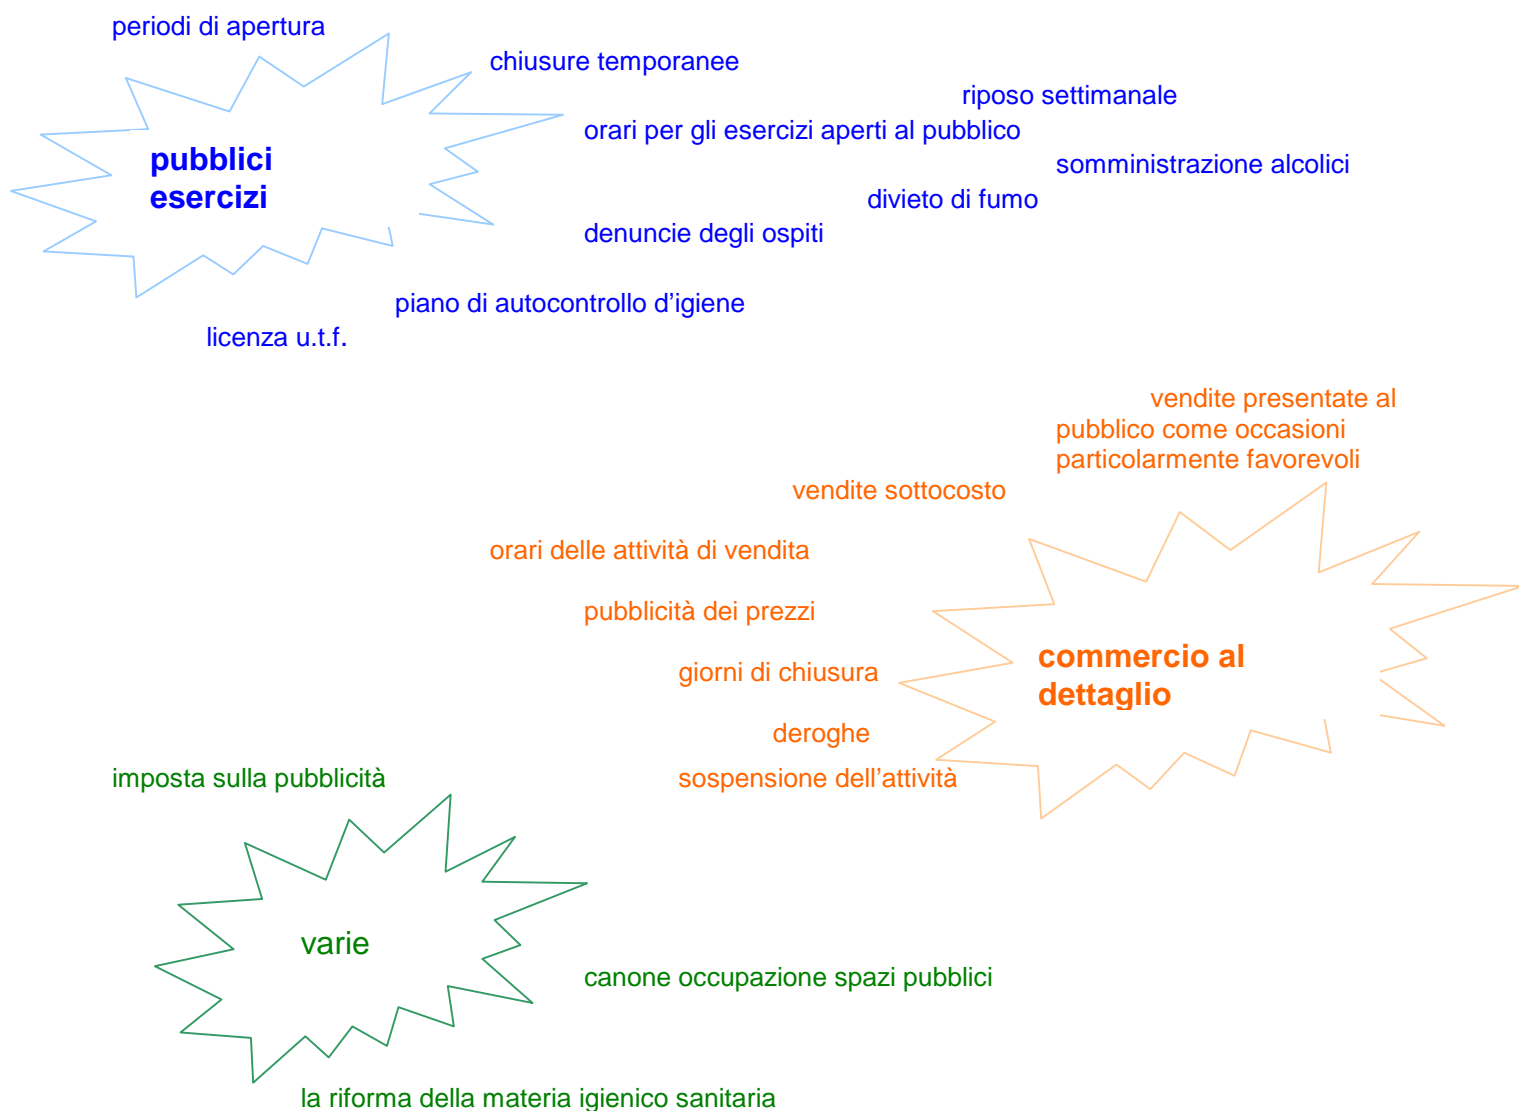 periodi di apertura
chiusure temporanee
riposo settimanale
orari per gli esercizi aperti al pubblico
pubblici
esercizi
somministrazione alcolici
divieto di fumo
denuncie degli ospiti
piano di autocontrollo d’igiene
licenza u.t.f.
vendite presentate al
pubblico come occasioni
particolarmente favorevoli
vendite sottocosto
orari delle attività di vendita
pubblicità dei prezzi
commercio al
dettaglio
giorni di chiusura
deroghe
sospensione dell’attività
imposta sulla pubblicità
varie
canone occupazione spazi pubblici
la riforma della materia igienico sanitaria